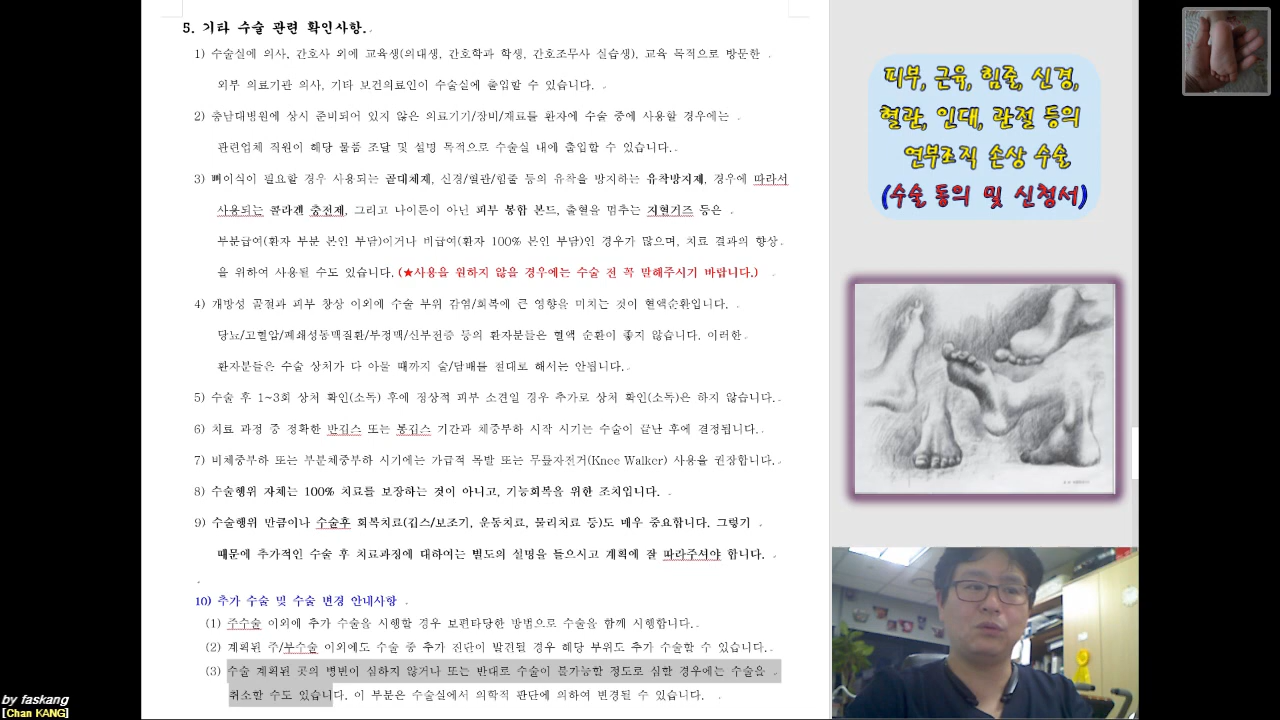 5. 기타 수술 관련 확인사항.
1) 수술실에 의사, 간호사 외에 교육생(의대생, 간호학과 학생, 간호조무사 실습생), 교육 목적으로 방문한
외부 의료기관 의사, 기타 보건의료인이 수술실에 출입할 수 있습니다.
2) 충남대병원에 상시 준비되어 있지 않은 의료기기/장비/재료를 환자에 수술 중에 사용할 경우에는
관련업체 직원이 해당 물품 조달 및 설명 목적으로 수술실 내에 출입할 수 있습니다.
3) 뼈이식이 필요할 경우 사용되는 골대체제, 신경/혈관/힘줄 등의 유착을 방지하는 유착방지제, 경우에 따라서
사용되는 콜라겐 충전제, 그리고 나이론이 아닌 피부 봉합 본드, 출혈을 멈추는 지혈거즈 등은
부분급여(환자 부분 본인 부담)이거나 비급여(환자 100% 본인 부담)인 경우가 많으며, 치료 결과의 향상
을 위하여 사용될 수도 있습니다. (★사용을 원하지 않을 경우에는 수술 전 꼭 말해주시기 바랍니다.)
4) 개방성 골절과 피부 창상 이외에 수술 부위 감염/회복에 큰 영향을 미치는 것이 혈액순환입니다.
당뇨/고혈압/폐쇄성동맥질환/부정맥/신부전증 등의 환자분들은 혈액 순환이 좋지 않습니다. 이러한
환자분들은 수술 상처가 다 아물 때까지 술/담배를 절대로 해서는 안됩니다.
5) 수술 후 1~3회 상처 확인(소독) 후에 정상적 피부 소견일 경우 추가로 상처 확인(소독)은 하지 않습니다.
6) 치료 과정 중 정확한 반깁스 또는 통깁스 기간과 체중부하 시작 시기는 수술이 끝난 후에 결정됩니다.
7) 비체중부하 또는 부분체중부하 시기에는 가급적 목발 또는 무릎자전거(Knee Walker) 사용을 권장합니다.
8) 수술행위 자체는 100% 치료를 보장하는 것이 아니고, 기능회복을 위한 조치입니다.
9) 수술행위 만큼이나 수술후 회복치료(깁스/보조기, 운동치료, 물리치료 등)도 매우 중요합니다. 그렇기
때문에 추가적인 수술 후 치료과정에 대하여는 별도의 설명을 들으시고 계획에 잘 따라주셔야 합니다.
10) 추가 수술 및 수술 변경 안내사항
(1) 주수술 이외에 추가 수술을 시행할 경우 보편타당한 방법으로 수술을 함께 시행합니다.
(2) 계획된 주/부수술 이외에도 수술 중 추가 진단이 발견될 경우 해당 부위도 추가 수술할 수 있습니다.
(3) 수술 계획된 곳의 병변이 심하지 않거나 또는 반대로 수술이 불가능할 정도로 심할 경우에는 수술을
취소할 수도 있습니다. 이 부분은 수술실에서 의학적 판단에 의하여 변경될 수 있습니다.
피부, 근육, 힘줄, 신경,
혈관, 인대, 관절 등의
연부조직 손상 수술
(수술 동의 및 신청서)
by faskang
[Chan KANG]